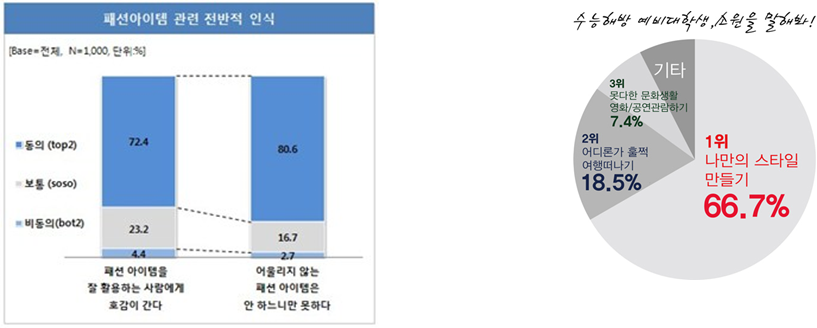 패션아이템 관련 전반적 인식
[Base=전체, N=1,000, 단위:%]
동의 (top2)
보통 (soso)
비동의(bot2)
72.4
80.6
23.2
16.7
4.4
2.7
패션 아이템을
잘 활용하는 사람에게
호감이 간다
어울리지 않는
패션 아이템은
안 하느니만 못하다
수능해방 예비대학생, 소원을 말해봐!
기타
3위
못다한 문화생활
영화/공연관람하기
7.4%
2위
어디론가 훌쩍
여행떠나기
18.5%
1위
나만의 스타일
만들기
66.7%